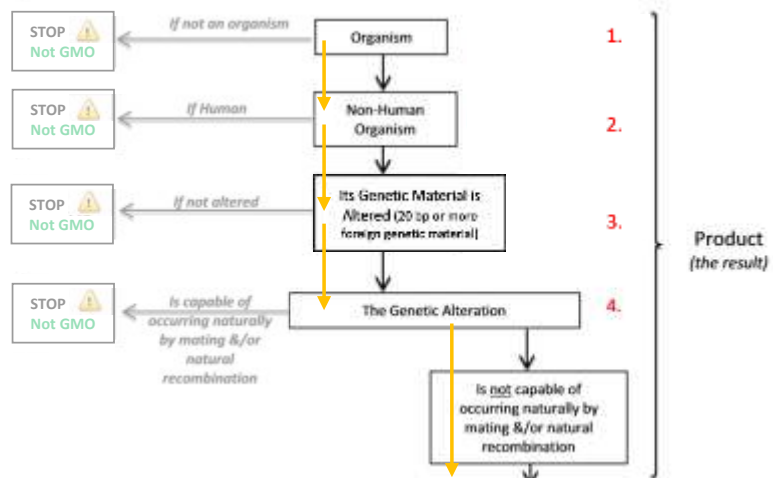 STOP
Not GMO
If not an organism
Organism
1.
STOP
Not GMO
If Human
Non-Human
Organism
2.
STOP
Not GMO
If not altered
Its Genetic Material is
Altered (20 bp or more
foreign genetic material)
3.
Product
(the result)
STOP
Not GMO
Is capable of
occurring naturally
by mating &/or
natural
recombination
The Genetic Alteration
4.
Is not capable of
occurring naturally by
mating &/or natural
recombination